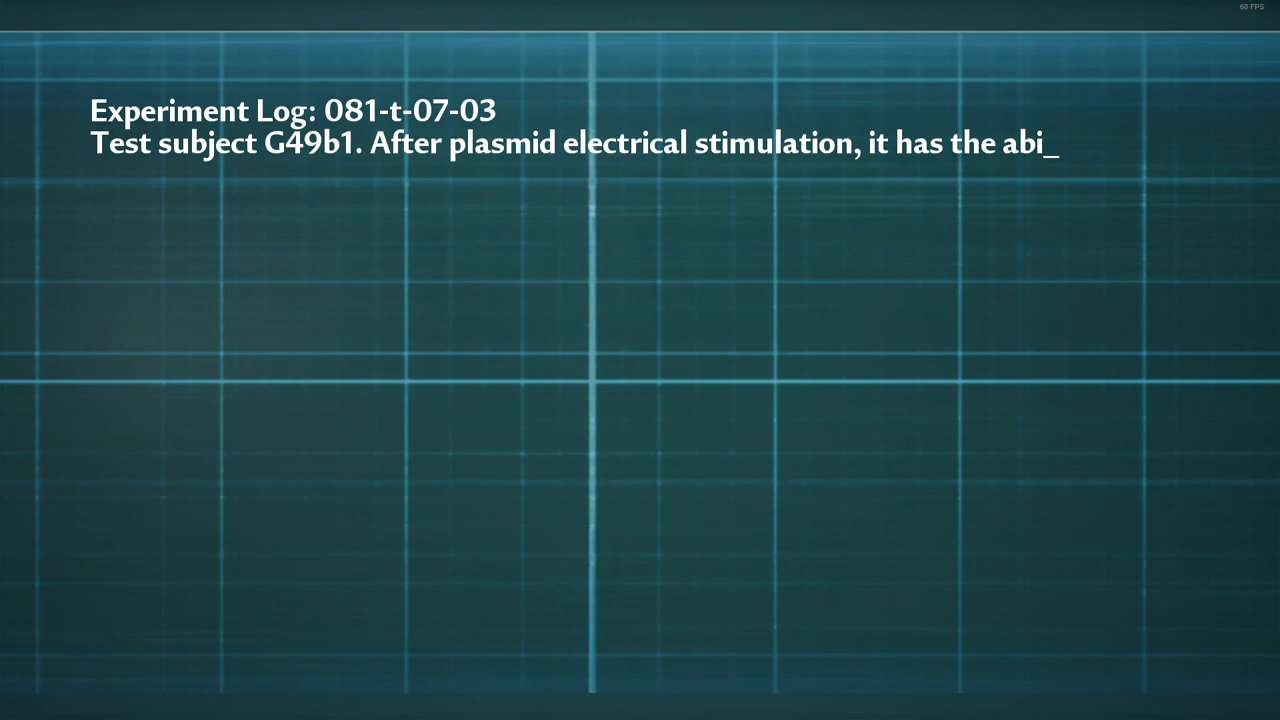 60 FPS
Experiment Log: 081-t-07-03
Test subject G49b1. After plasmid electrical stimulation, it has the abi_